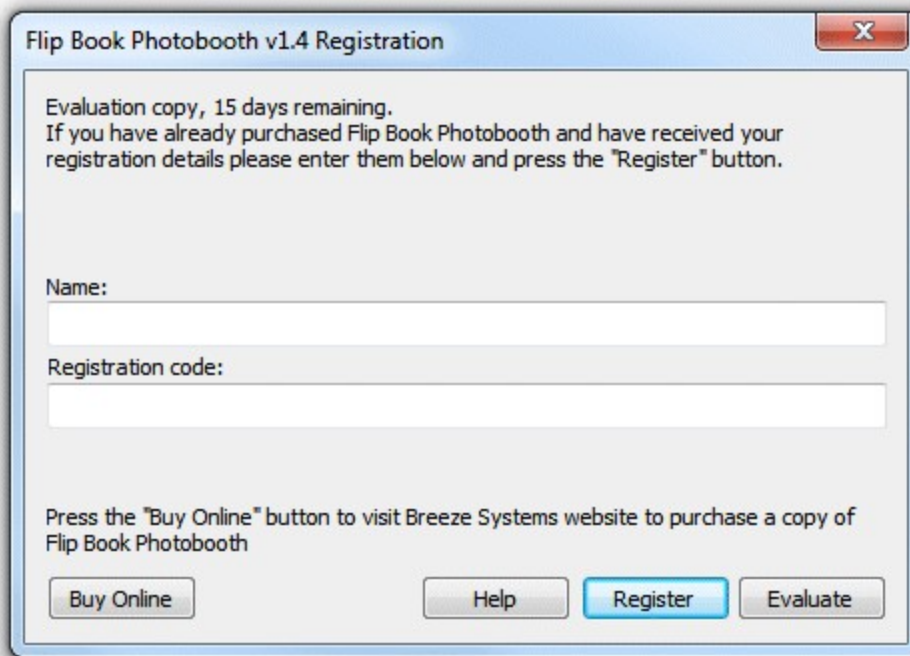 Flip Book Photobooth v1.4 Registration
Evaluation copy, 15 days remaining.
If you have already purchased Flip Book Photobooth and have received your
registration details please enter them below and press the "Register" button.
Name:
Registration code:
Press the "Buy Online" button to visit Breeze Systems website to purchase a copy of
Flip Book Photobooth
Buy Online Help Register Evaluate